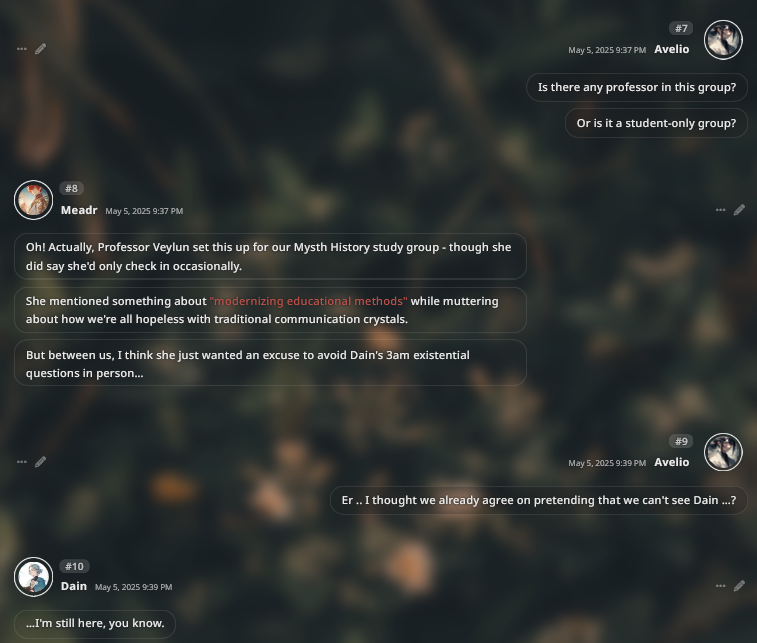 #7
May 5, 2025 9:37 PM Avelio
Is there any professor in this group?
Or is it a student-only group?
#8
Meadr May 5, 2025 9:37 PM
Oh! Actually, Professor Veylun set this up for our Mysth History study group - though she
did say she'd only check in occasionally.
She mentioned something about "modernizing educational methods" while muttering
about how we're all hopeless with traditional communication crystals.
But between us, I think she just wanted an excuse to avoid Dain's 3am existential
questions in person...
#9
May 5, 2025 9:39 PM Avelio
Er .. I thought we already agree on pretending that we can't see Dain ...?
#10
Dain May 5, 2025 9:39 PM
...I'm still here, you know.